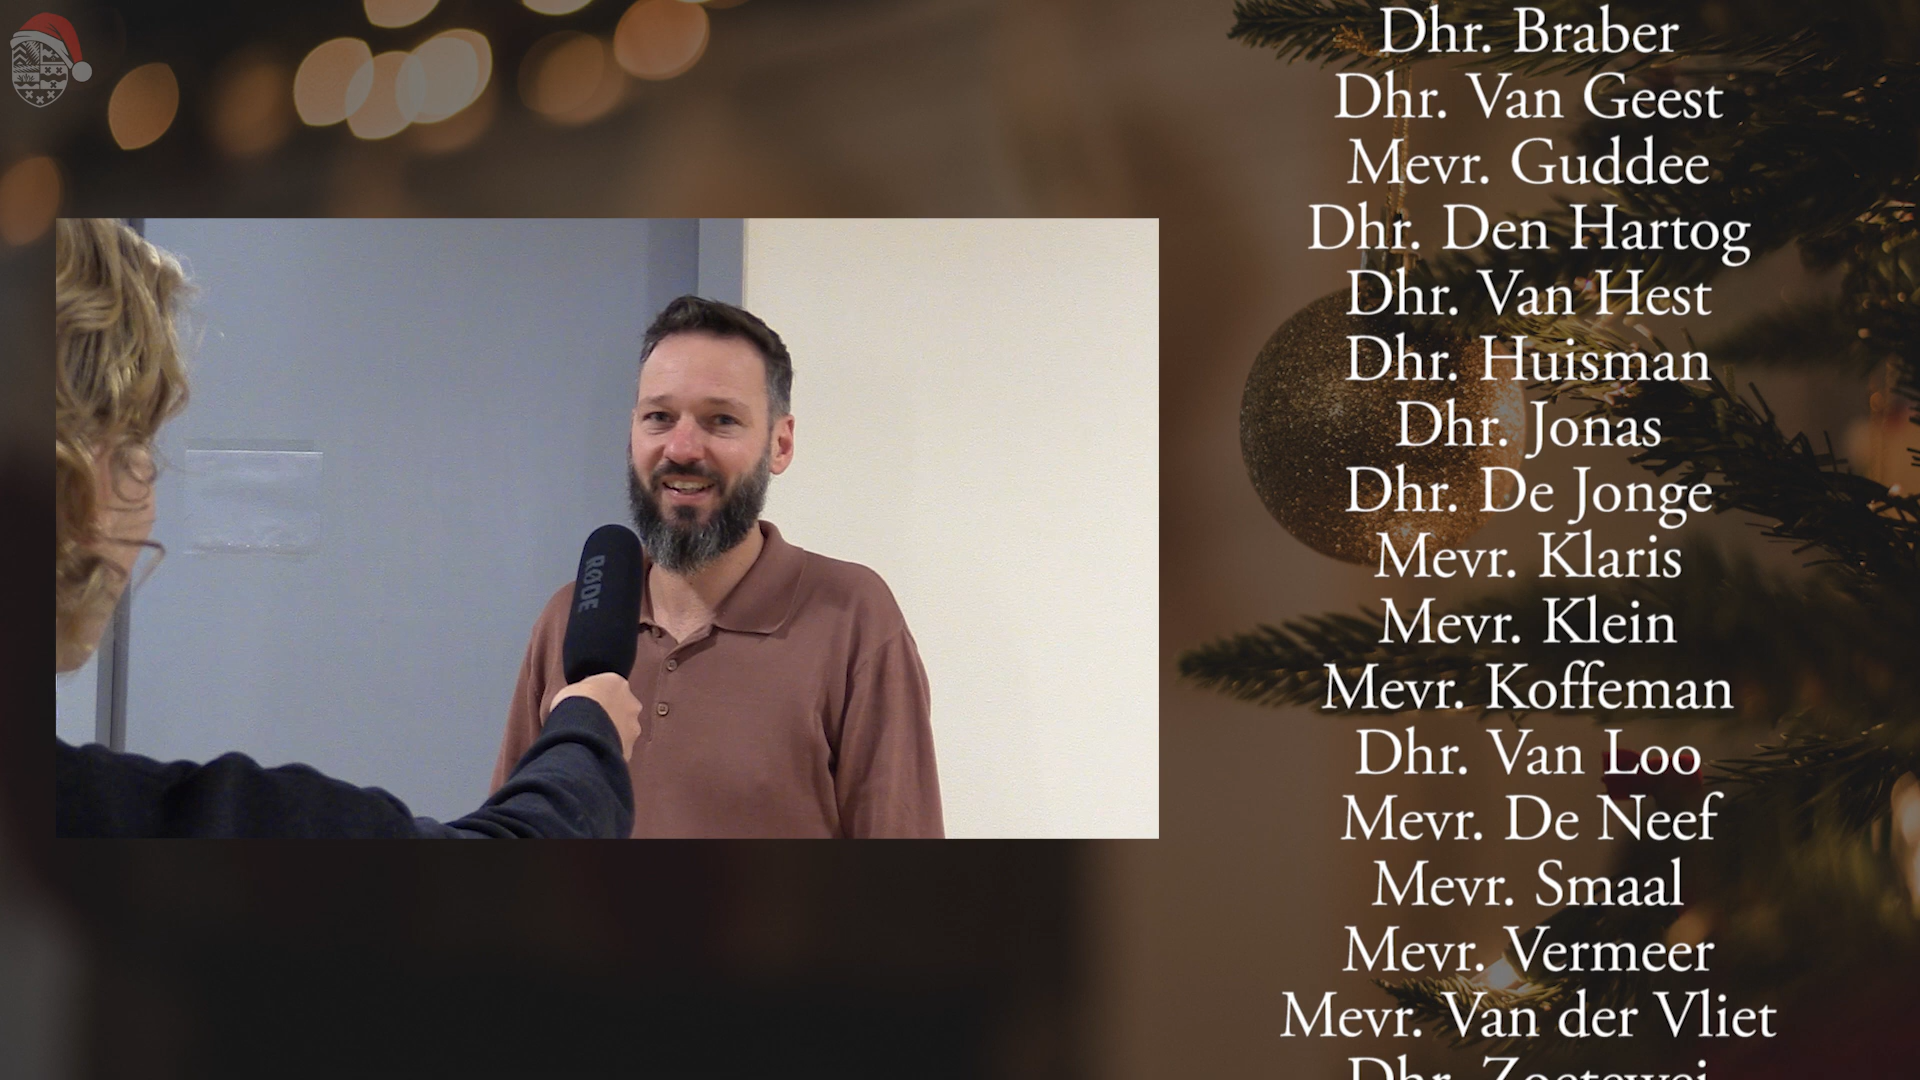 Dhr. Braber
Dhr. Van Geest
Mevr. Guddee
Dhr. Den Hartog
Dhr. Van Hest
Dhr. Huisman
Dhr. Jonas
Dhr. De Jonge
Mevr. Klaris
Mevr. Klein
Mevr. Koffeman
Dhr. Van Loo
Mevr. De Neef
Mevr. Smaal
Mevr. Vermeer
Mevr. Van der Vliet
Dhr.
RØDE